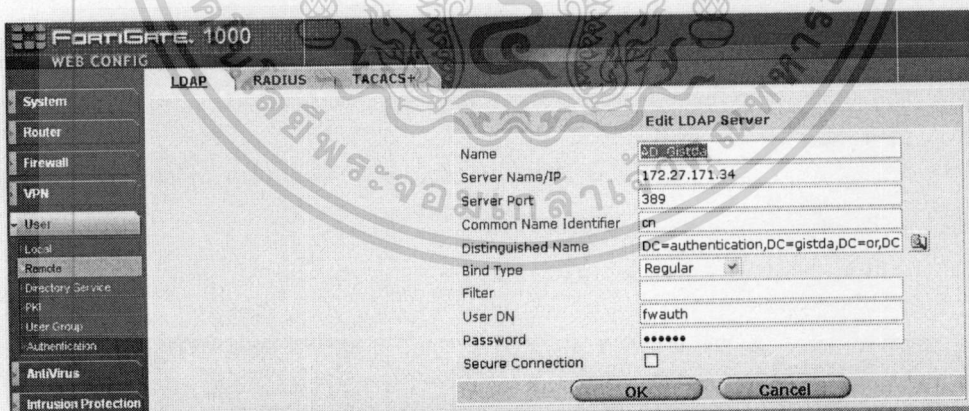 FORTIGATE. 1000
WEB CONFIG
LDAP
RADIUS
TACACS+
System
Router
Firewall
VPN
User
Local
Remote
Directory Service
PKI
User Group
Authentication
AntiVirus
Intrusion Protection
Edit LDAP Server
Name AD_Gistda
Server Name/IP 172.27.171.34
Server Port 389
Common Name Identifier cn
Distinguished Name DC=authentication,DC=gistda,DC=or,DC
Bind Type Regular
Filter
User DN fwauth
Password ••••••
Secure Connection
OK Cancel